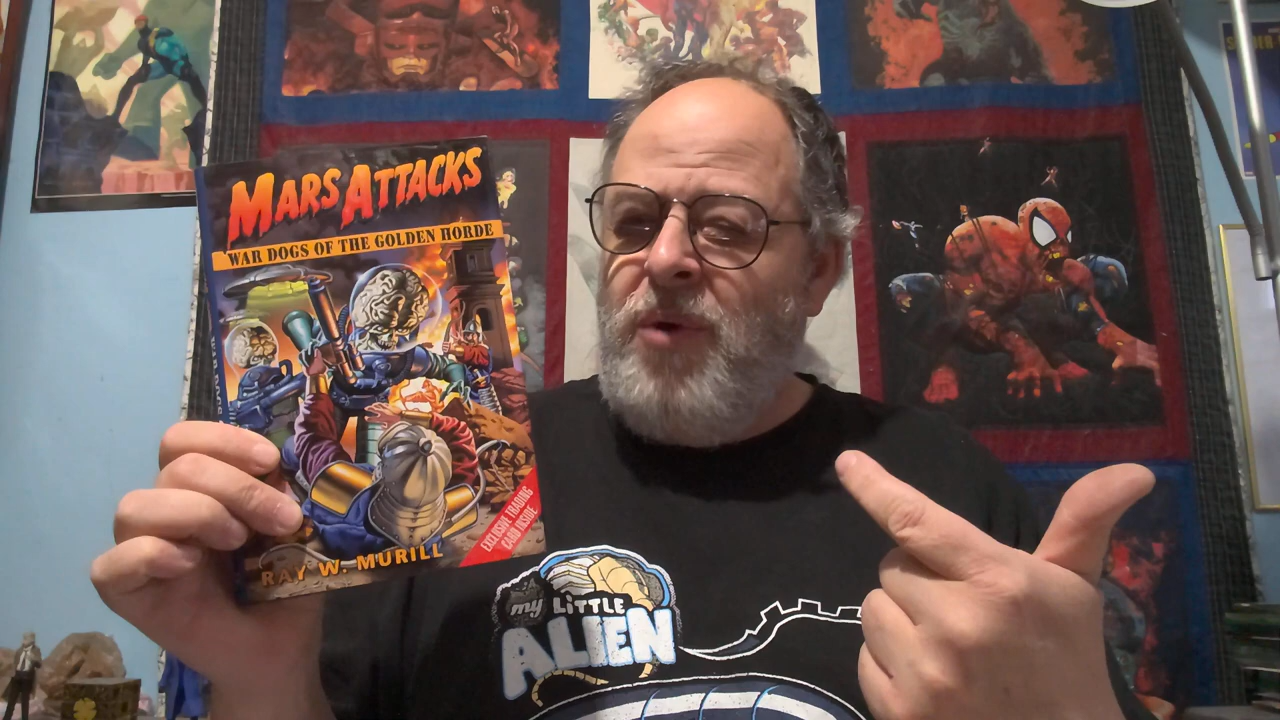 MARS ATTACKS
WAR DOGS OF THE GOLDEN HORDE
EXCLUSIVE TRADING
CARD INSIDE
RAY W. MURILL
my LiTTLE
ALIEN